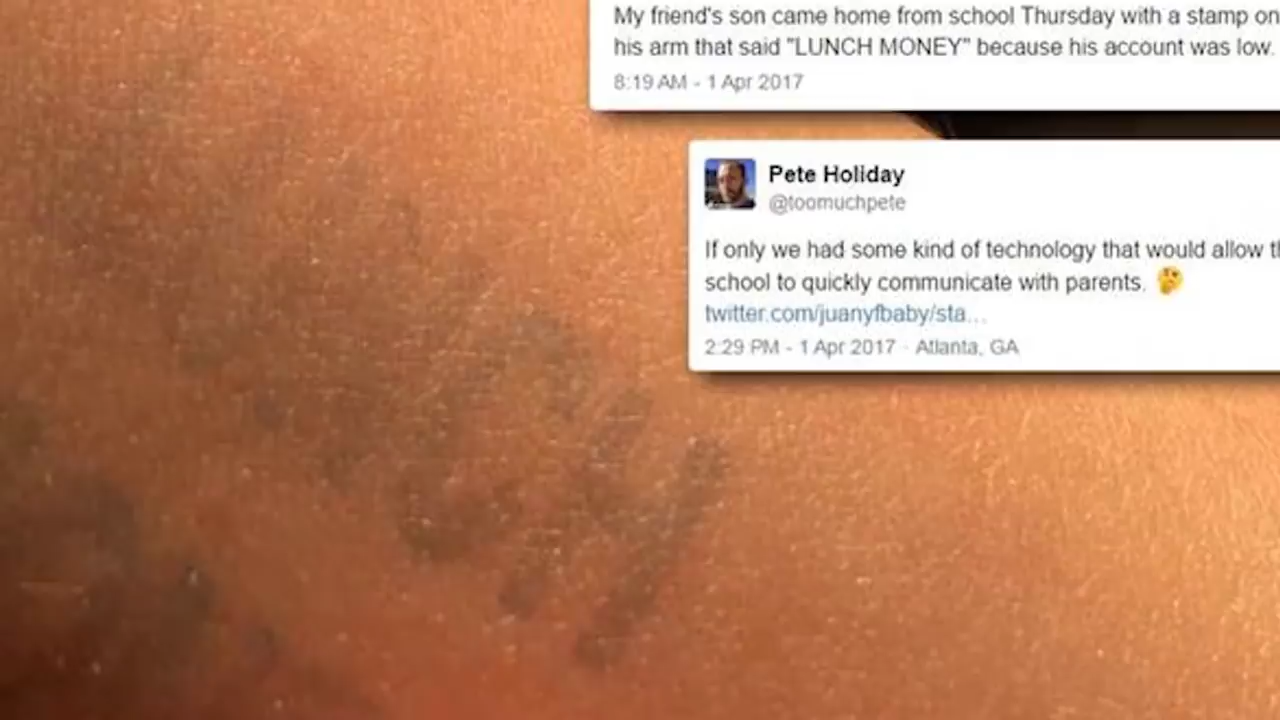 My friend's son came home from school Thursday with a stamp on
his arm that said "LUNCH MONEY" because his account was low.
8:19 AM - 1 Apr 2017
Pete Holiday
@toomuchpete
If only we had some kind of technology that would allow
school to quickly communicate with parents. 🤔
twitter.com/juanyfbaby/sta...
2:29 PM - 1 Apr 2017 · Atlanta, GA